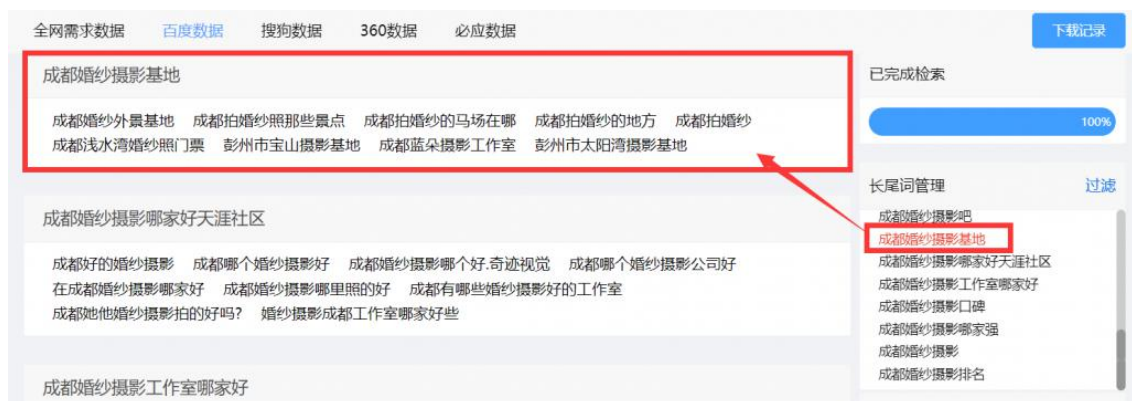 全网需求数据 百度数据 搜狗数据 360数据 必应数据 下载记录
成都婚纱摄影基地
成都婚纱外景基地 成都拍婚纱照那些景点 成都拍婚纱的马场在哪 成都拍婚纱的地方 成都拍婚纱
成都浅水湾婚纱照门票 彭州市宝山摄影基地 成都蓝朵摄影工作室 彭州市太阳湾摄影基地
成都婚纱摄影哪家好天涯社区
成都好的婚纱摄影 成都哪个婚纱摄影好 成都婚纱摄影哪个好.奇迹视觉 成都哪个婚纱摄影公司好
在成都婚纱摄影哪家好 成都婚纱摄影哪里照的好 成都有哪些婚纱摄影好的工作室
成都她他婚纱摄影拍的好吗? 婚纱摄影成都工作室哪家好些
成都婚纱摄影工作室哪家好
已完成检索
100%
长尾词管理 过滤
成都婚纱摄影吧
成都婚纱摄影基地
成都婚纱摄影哪家好天涯社区
成都婚纱摄影工作室哪家好
成都婚纱摄影口碑
成都婚纱摄影哪家强
成都婚纱摄影
成都婚纱摄影排名